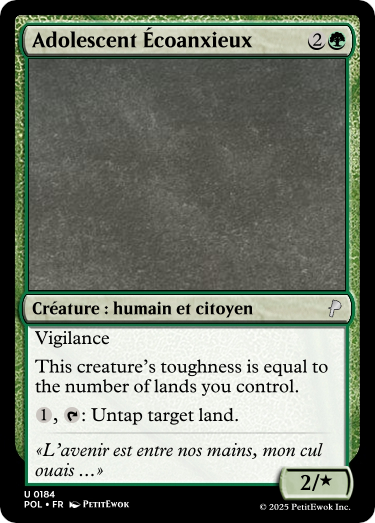 Adolescent Écoanxieux 2
Créature : humain et citoyen
Vigilance
This creature's toughness is equal to
the number of lands you control.
1, : Untap target land.
«L'avenir est entre nos mains, mon cul
ouais …»
2/★
U 0184
POL • FR PETITEWOK
© 2025 PetitEwok Inc.